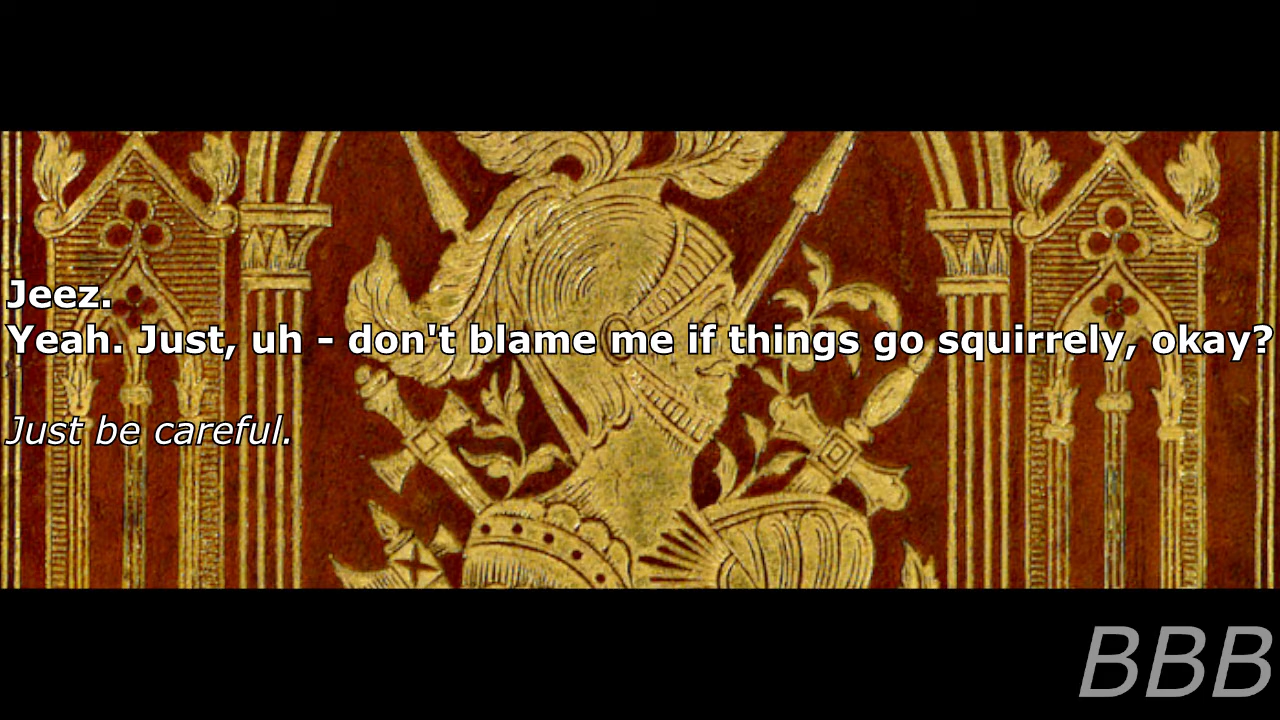 Jeez.
Yeah. Just, uh - don't blame me if things go squirrely, okay?
Just be careful.
BBB